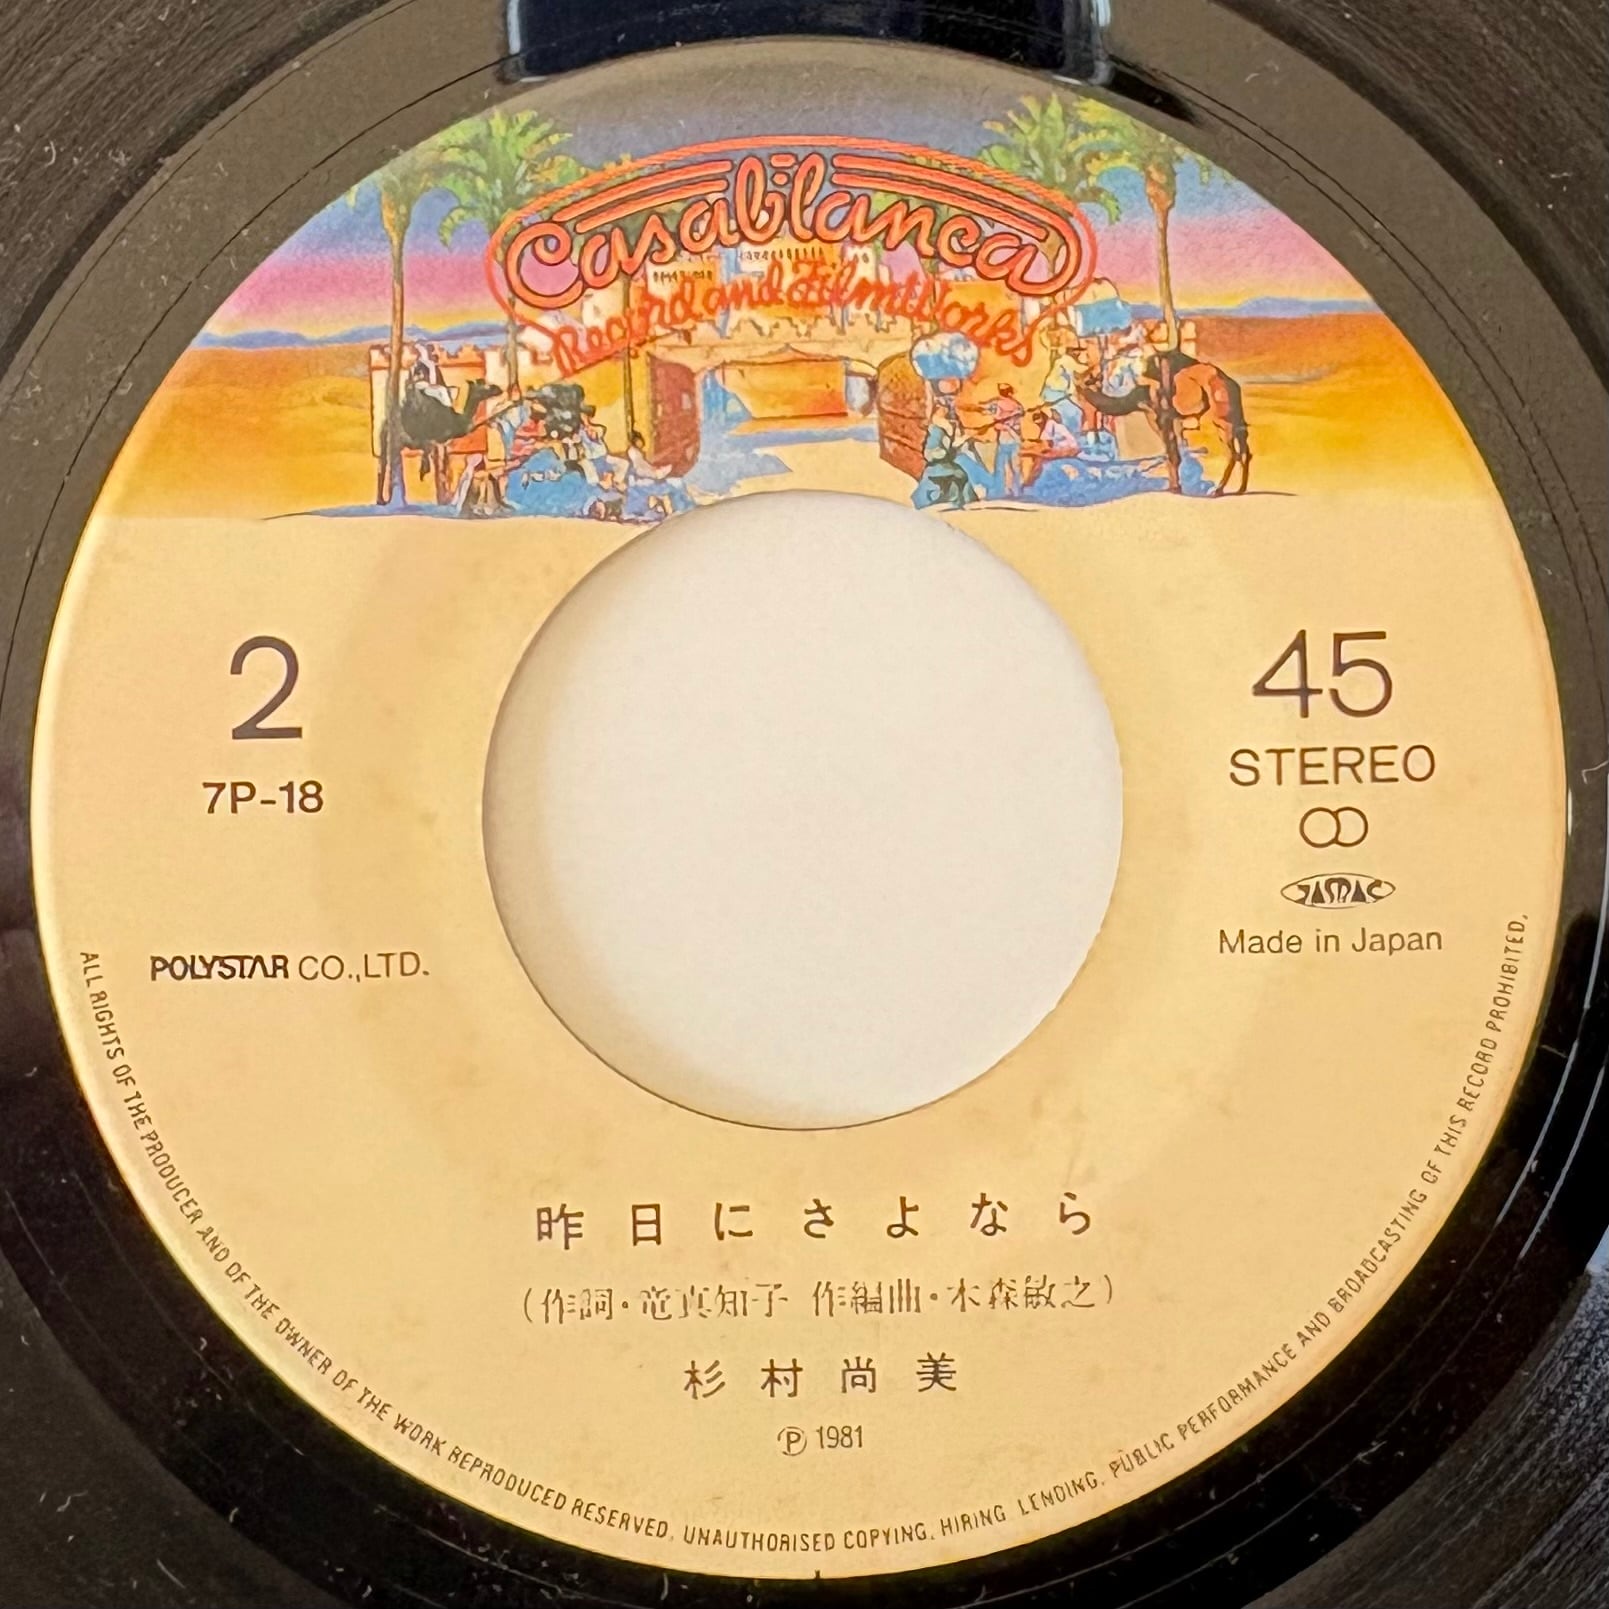 Casablanca
Record and FilmWorks
2
7P-18
POLYSTAR CO.,LTD.
45
STEREO
JASRAC
Made in Japan
昨日にさよなら
(作詞・竜真知子 作編曲・木森敏之)
杉村尚美
Ⓟ 1981
ALL RIGHTS OF THE PRODUCER AND OF THE OWNER OF THE WORK REPRODUCED RESERVED. UNAUTHORISED COPYING, HIRING, LENDING, PUBLIC PERFORMANCE AND BROADCASTING OF THIS RECORD PROHIBITED.